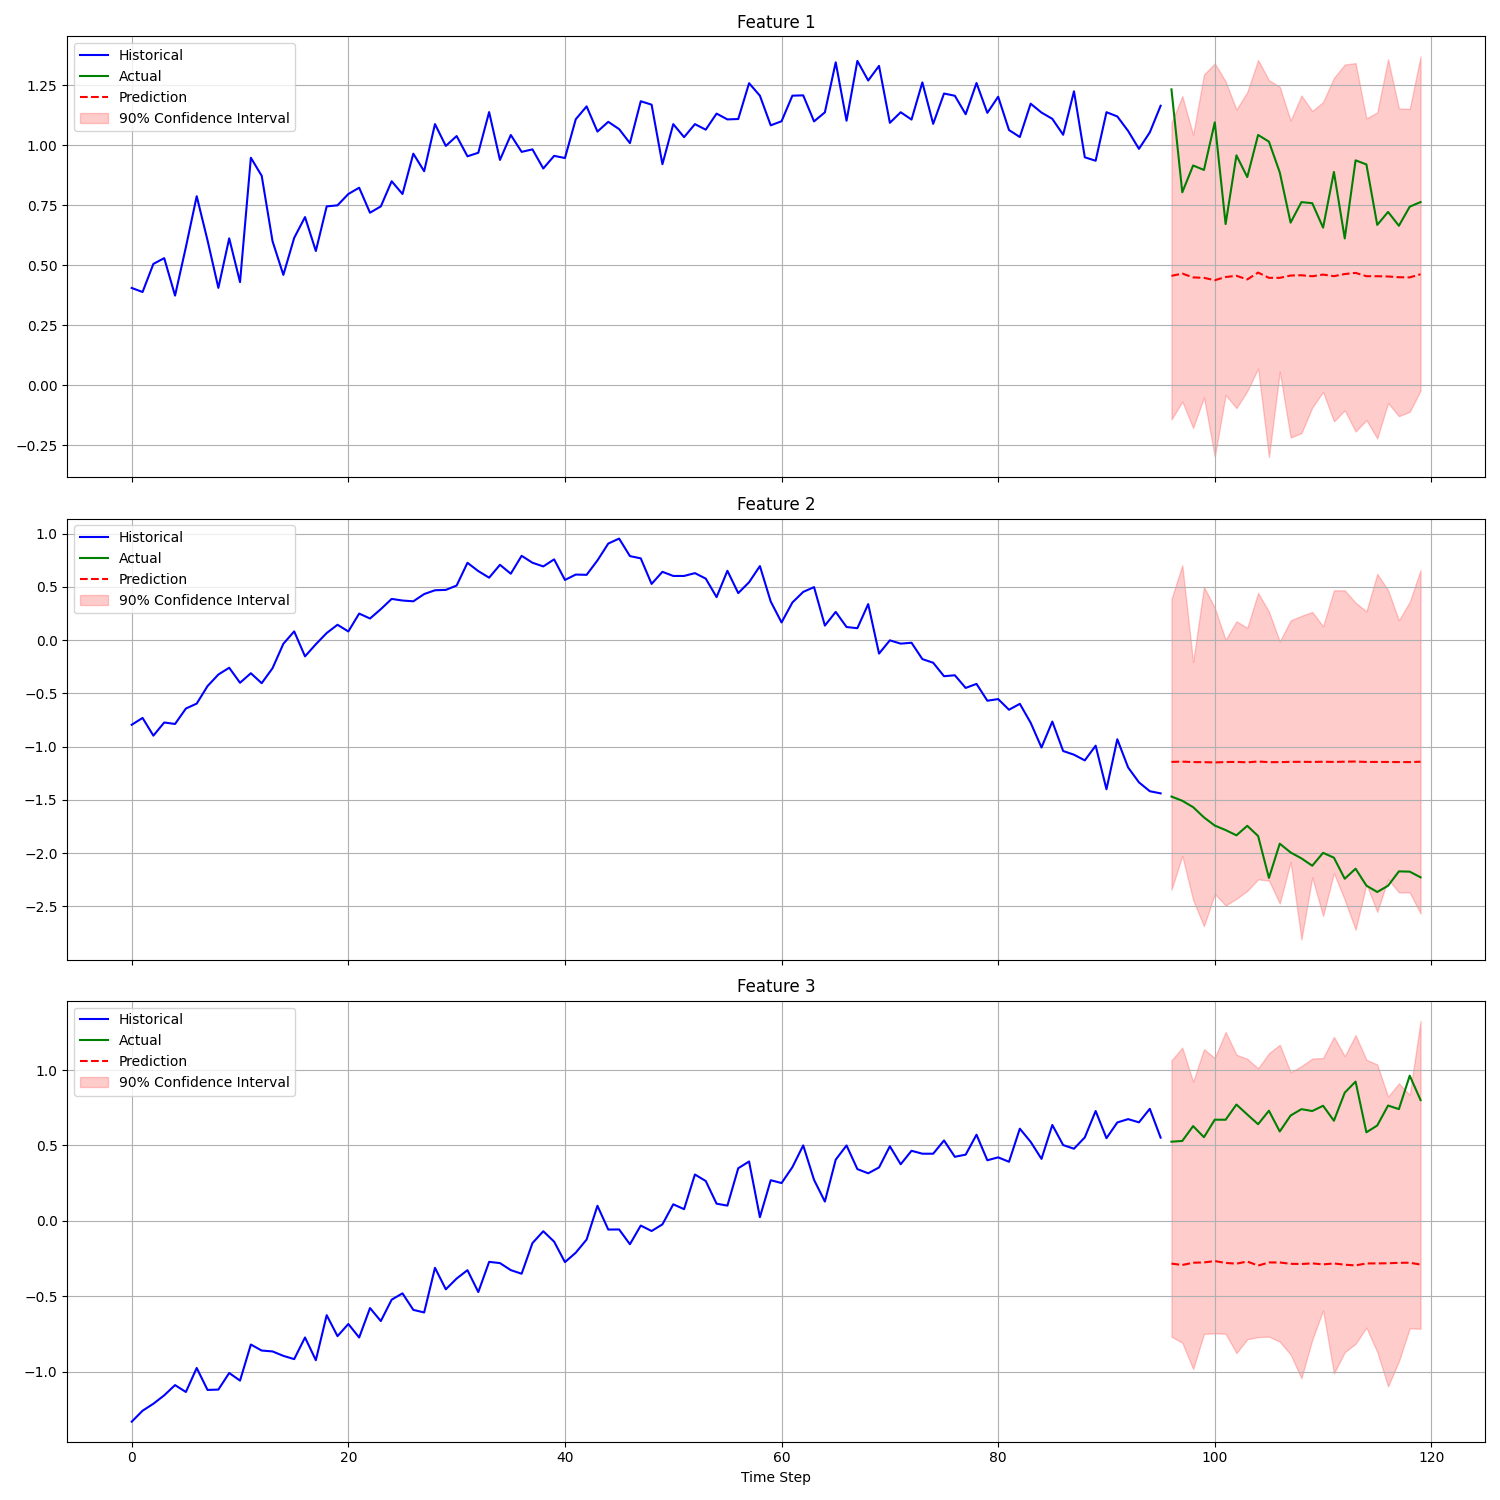 Feature 1
Historical
Actual
Prediction
90% Confidence Interval
1.25
1.00
0.75
0.50
0.25
0.00
−0.25
Feature 2
Historical
Actual
Prediction
90% Confidence Interval
1.0
0.5
0.0
−0.5
−1.0
−1.5
−2.0
−2.5
Feature 3
Historical
Actual
Prediction
90% Confidence Interval
1.0
0.5
0.0
−0.5
−1.0
0 20 40 60 80 100 120
Time Step